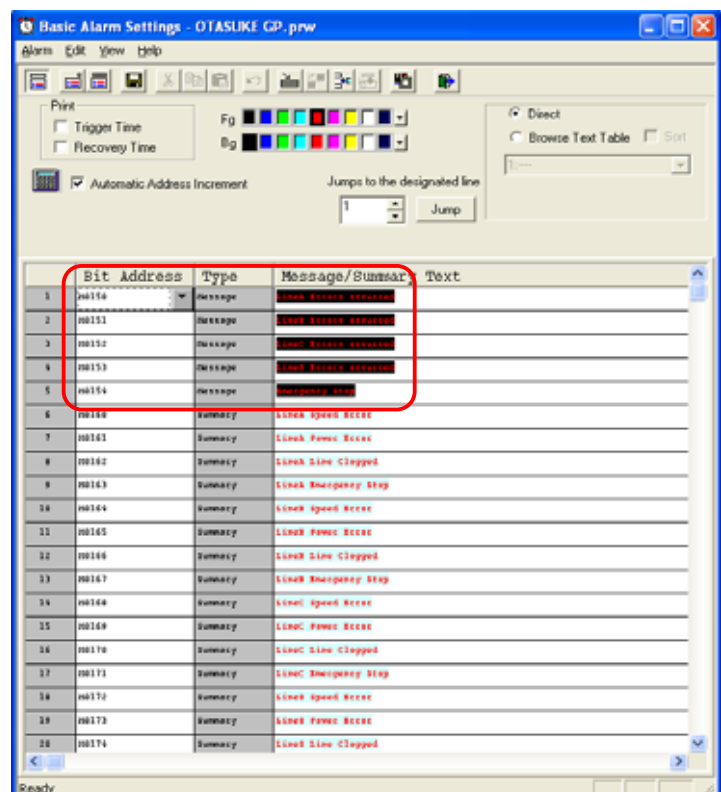 Basic Alarm Settings - OTASUKE GP.prw
Alarm Edit View Help
Print
Trigger Time
Recovery Time
Fg
Bg
Direct
Browse Text Table Sort
1:---
Automatic Address Increment
Jumps to the designated line
1 Jump
Bit Address Type Message/Summary Text
1 M0150 Message LineA Errors occurred
2 M0151 Message LineB Errors occurred
3 M0152 Message LineC Errors occurred
4 M0153 Message LineD Errors occurred
5 M0154 Message Emergency Stop
6 M0160 Summary LineA Speed Error
7 M0161 Summary LineA Power Error
8 M0162 Summary LineA Line Clogged
9 M0163 Summary LineA Emergency Stop
10 M0164 Summary LineB Speed Error
11 M0165 Summary LineB Power Error
12 M0166 Summary LineB Line Clogged
13 M0167 Summary LineB Emergency Stop
14 M0168 Summary LineC Speed Error
15 M0169 Summary LineC Power Error
16 M0170 Summary LineC Line Clogged
17 M0171 Summary LineC Emergency Stop
18 M0172 Summary LineD Speed Error
19 M0173 Summary LineD Power Error
20 M0174 Summary LineD Line Clogged
Ready